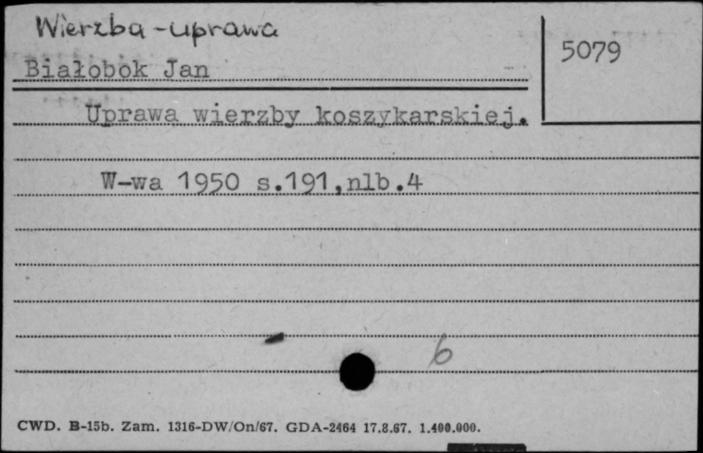 Wierzba - uprawa
5079
Białobok Jan
Uprawa wierzby koszykarskiej.
W-wa 1950 s.191,nlb.4
6
CWD. B-15b. Zam. 1316-DW/On/67. GDA-2464 17.8.67. 1.400.000.